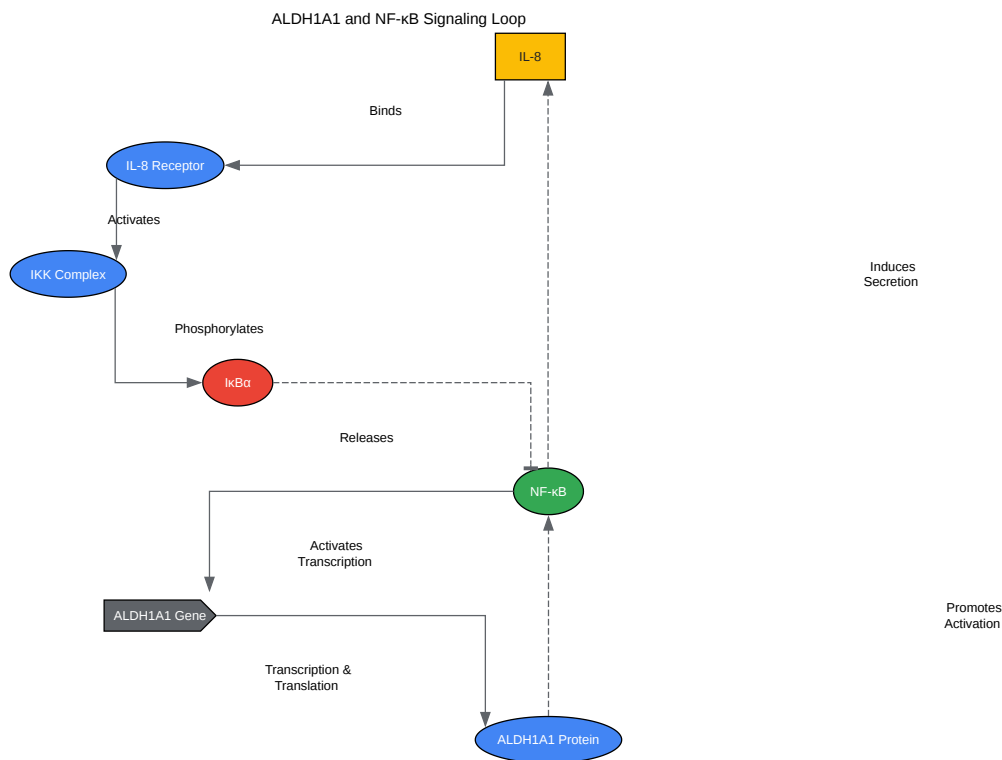 ALDH1A1 and NF-κB Signaling Loop
IL-8
Binds
IL-8 Receptor
Activates
IKK Complex
Induces
Secretion
Phosphorylates
IκBα
Releases
NF-κB
Activates
Transcription
ALDH1A1 Gene
Promotes
Activation
Transcription &
Translation
ALDH1A1 Protein